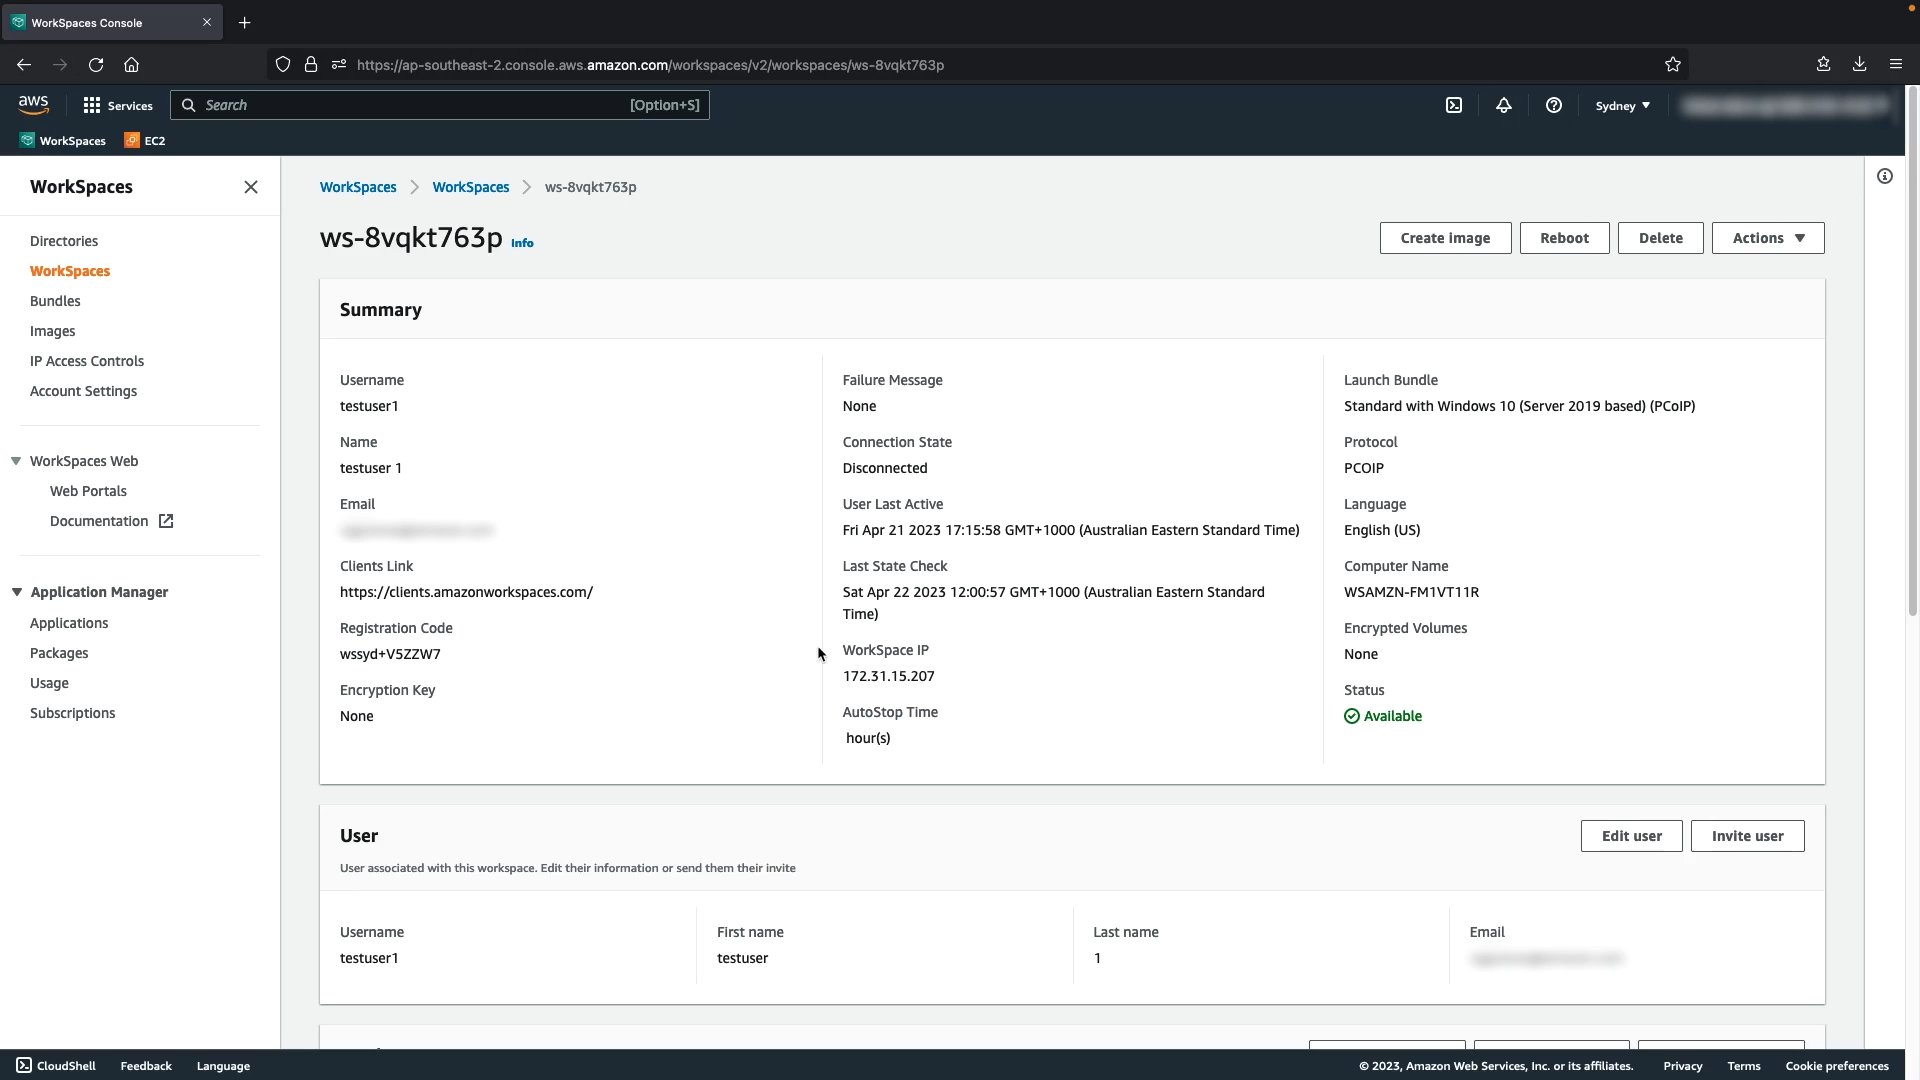 WorkSpaces Console
https://ap-southeast-2.console.aws.amazon.com/workspaces/v2/workspaces/ws-8vqkt763p
aws
Services
Search
[Option+S]
Sydney
WorkSpaces
EC2
WorkSpaces
Directories
WorkSpaces
Bundles
Images
IP Access Controls
Account Settings
WorkSpaces Web
Web Portals
Documentation
Application Manager
Applications
Packages
Usage
Subscriptions
WorkSpaces
WorkSpaces
ws-8vqkt763p
ws-8vqkt763p Info
Create image
Reboot
Delete
Actions
Summary
Username
testuser1
Name
testuser 1
Email
Clients Link
https://clients.amazonworkspaces.com/
Registration Code
wssyd+V5ZZW7
Encryption Key
None
Failure Message
None
Connection State
Disconnected
User Last Active
Fri Apr 21 2023 17:15:58 GMT+1000 (Australian Eastern Standard Time)
Last State Check
Sat Apr 22 2023 12:00:57 GMT+1000 (Australian Eastern Standard
Time)
WorkSpace IP
172.31.15.207
AutoStop Time
hour(s)
Launch Bundle
Standard with Windows 10 (Server 2019 based) (PCoIP)
Protocol
PCOIP
Language
English (US)
Computer Name
WSAMZN-FM1VT11R
Encrypted Volumes
None
Status
Available
User
User associated with this workspace. Edit their information or send them their invite
Edit user
Invite user
Username
testuser1
First name
testuser
Last name
1
Email
CloudShell
Feedback
Language
© 2023, Amazon Web Services, Inc. or its affiliates.
Privacy
Terms
Cookie preferences